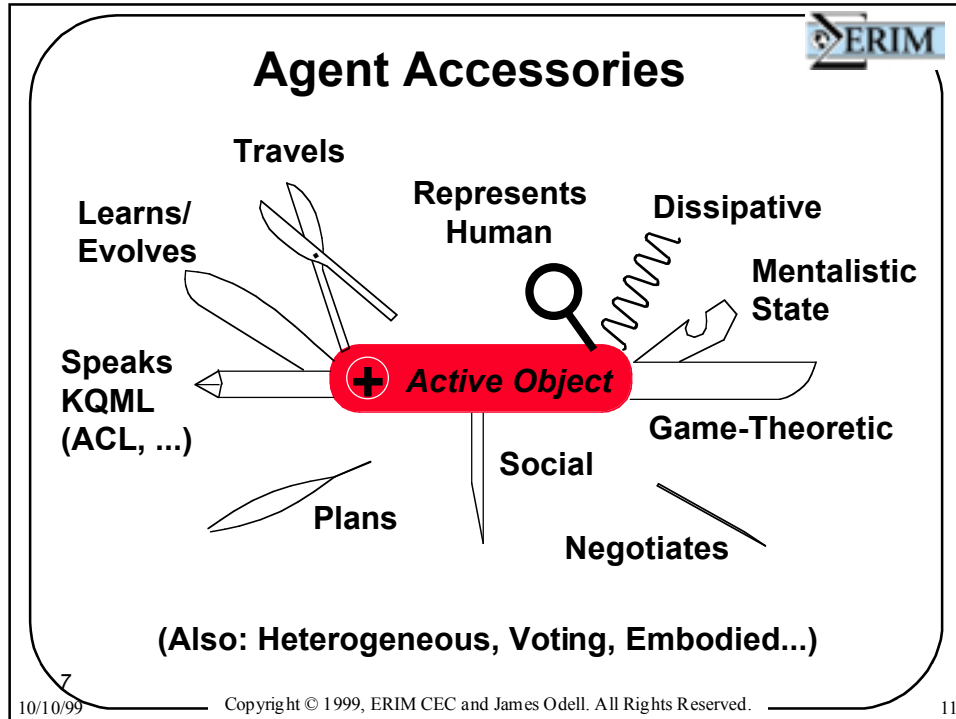 ERIM
Agent Accessories
Travels
Learns/
Evolves
Represents
Human
Dissipative
Mentalistic
State
Speaks
KQML
(ACL, ...)
Active Object
Game-Theoretic
Social
Plans
Negotiates
(Also: Heterogeneous, Voting, Embodied...)
7
10/10/99
Copyright © 1999, ERIM CEC and James Odell. All Rights Reserved.
11